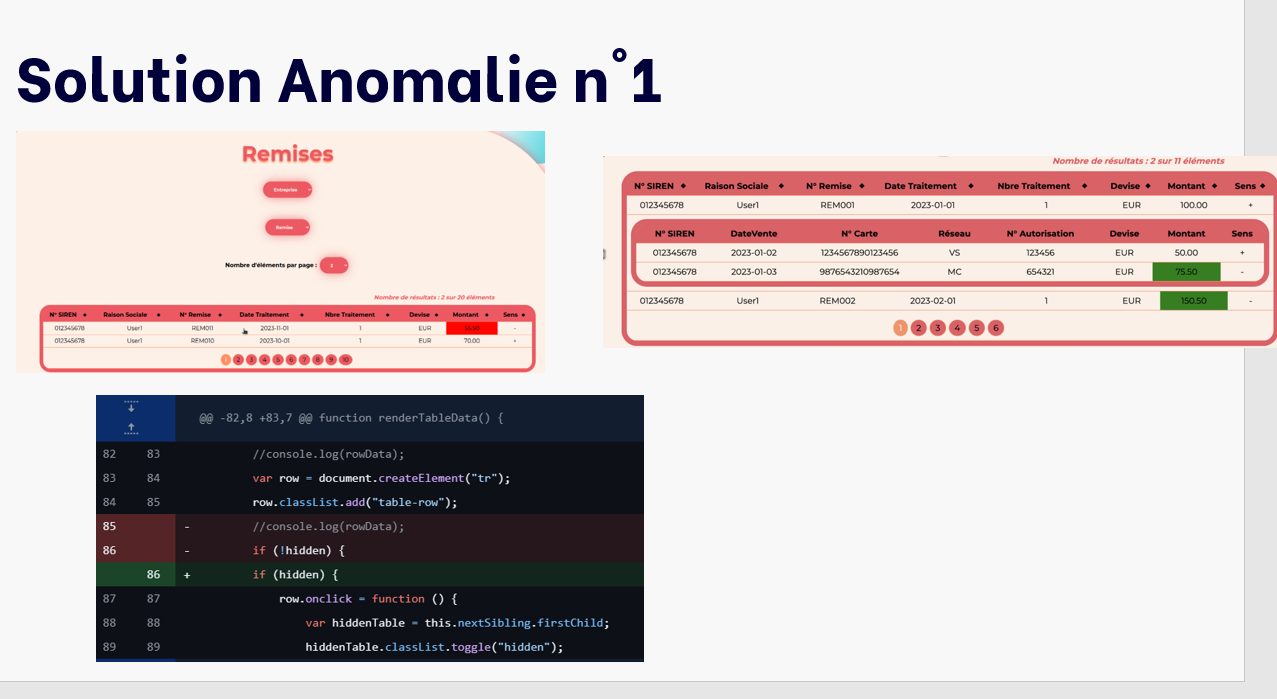 Solution Anomalie n°1
Remises
Entreprise
Remise
Nombre d'éléments par page : 2
Nombre de résultats : 2 sur 20 éléments
N° SIREN Raison Sociale N° Remise Date Traitement Nbre Traitement Devise Montant Sens
012345678 User1 REM011 2023-11-01 1 EUR -
012345678 User1 REM010 2023-10-01 1 EUR 70.00 +
1 2 3 4 5 6 7 8 9 10
Nombre de résultats : 2 sur 11 éléments
N° SIREN Raison Sociale N° Remise Date Traitement Nbre Traitement Devise Montant Sens
012345678 User1 REM001 2023-01-01 1 EUR 100.00 +
N° SIREN DateVente N° Carte Réseau N° Autorisation Devise Montant Sens
012345678 2023-01-02 1234567890123456 VS 123456 EUR 50.00 +
012345678 2023-01-03 9876543210987654 MC 654321 EUR 75.50 -
012345678 User1 REM002 2023-02-01 1 EUR 150.50 -
1 2 3 4 5 6
@@ -82,8 +83,7 @@ function renderTableData() {
82 83 //console.log(rowData);
83 84 var row = document.createElement("tr");
84 85 row.classList.add("table-row");
85 - //console.log(rowData);
86 - if (!hidden) {
86 + if (hidden) {
87 87 row.onclick = function () {
88 88 var hiddenTable = this.nextSibling.firstChild;
89 89 hiddenTable.classList.toggle("hidden");